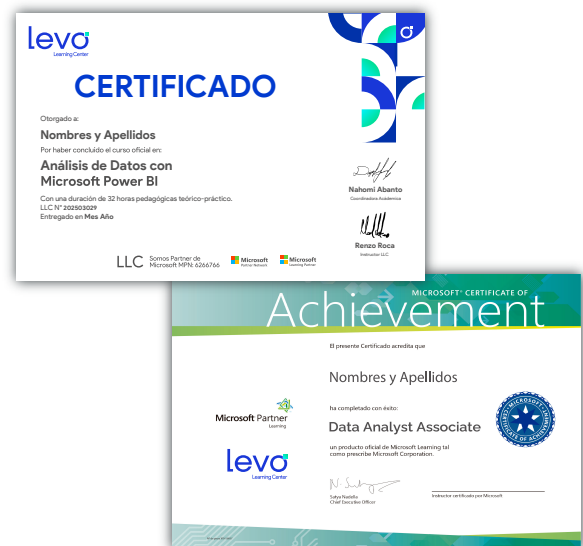 levo
Learning Center
CERTIFICADO
Otorgado a:
Nombres y Apellidos
Por haber concluido el curso oficial en:
Análisis de Datos con
Microsoft Power BI
Con una duración de 32 horas pedagógicas teórico-práctico.
LLC N° 202503029
Entregado en Mes Año
Nahomi Abanto
Coordinadora Académica
Renzo Roca
Instructor LLC
LLC
Somos Partner de
Microsoft MPN: 6266766
Microsoft
Partner Network
Microsoft
Learning Partner
MICROSOFT® CERTIFICATE OF
Achievement
El presente Certificado acredita que
Nombres y Apellidos
ha completado con éxito:
Data Analyst Associate
un producto oficial de Microsoft Learning tal
como prescribe Microsoft Corporation.
Microsoft Partner
Learning
levo
Learning Center
MICROSOFT
CERTIFICATE OF ACHIEVEMENT
Satya Nadella
Chief Executive Officer
Instructor certificado por Microsoft